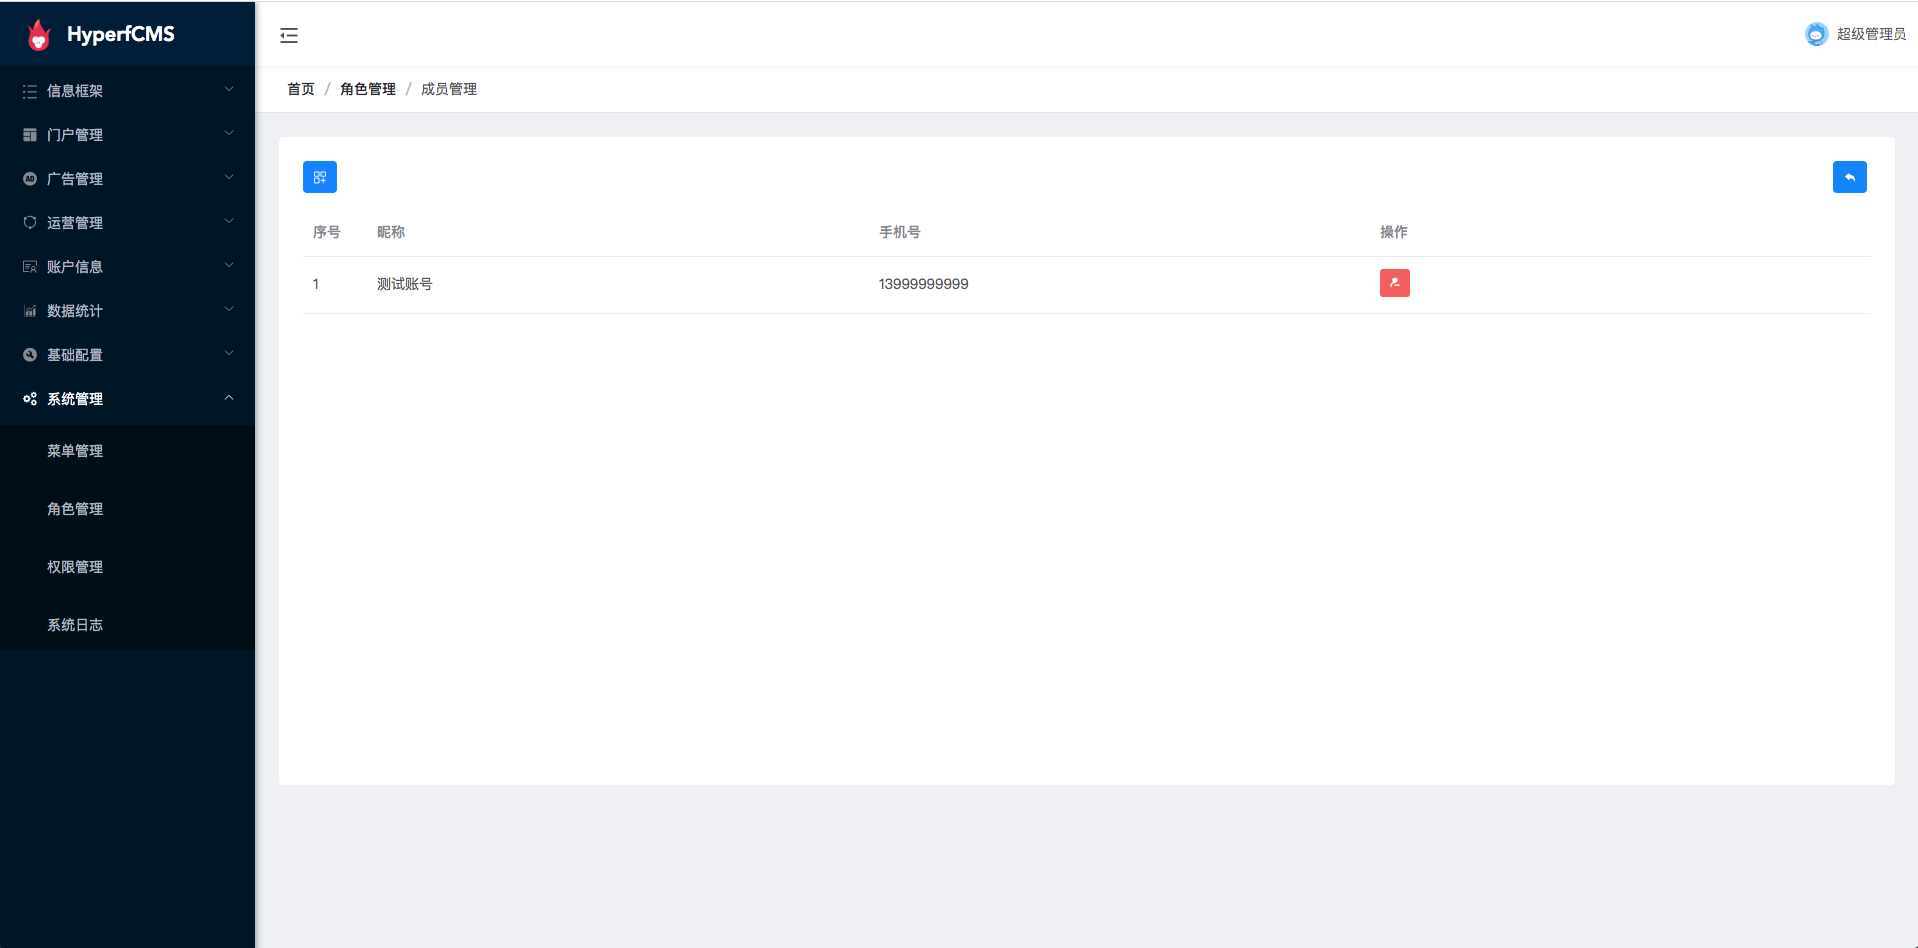 HyperfCMS
超级管理员
首页 / 角色管理 / 成员管理
信息框架
门户管理
广告管理
运营管理
账户信息
数据统计
基础配置
系统管理
菜单管理
角色管理
权限管理
系统日志
序号 昵称 手机号 操作
1 测试账号 13999999999